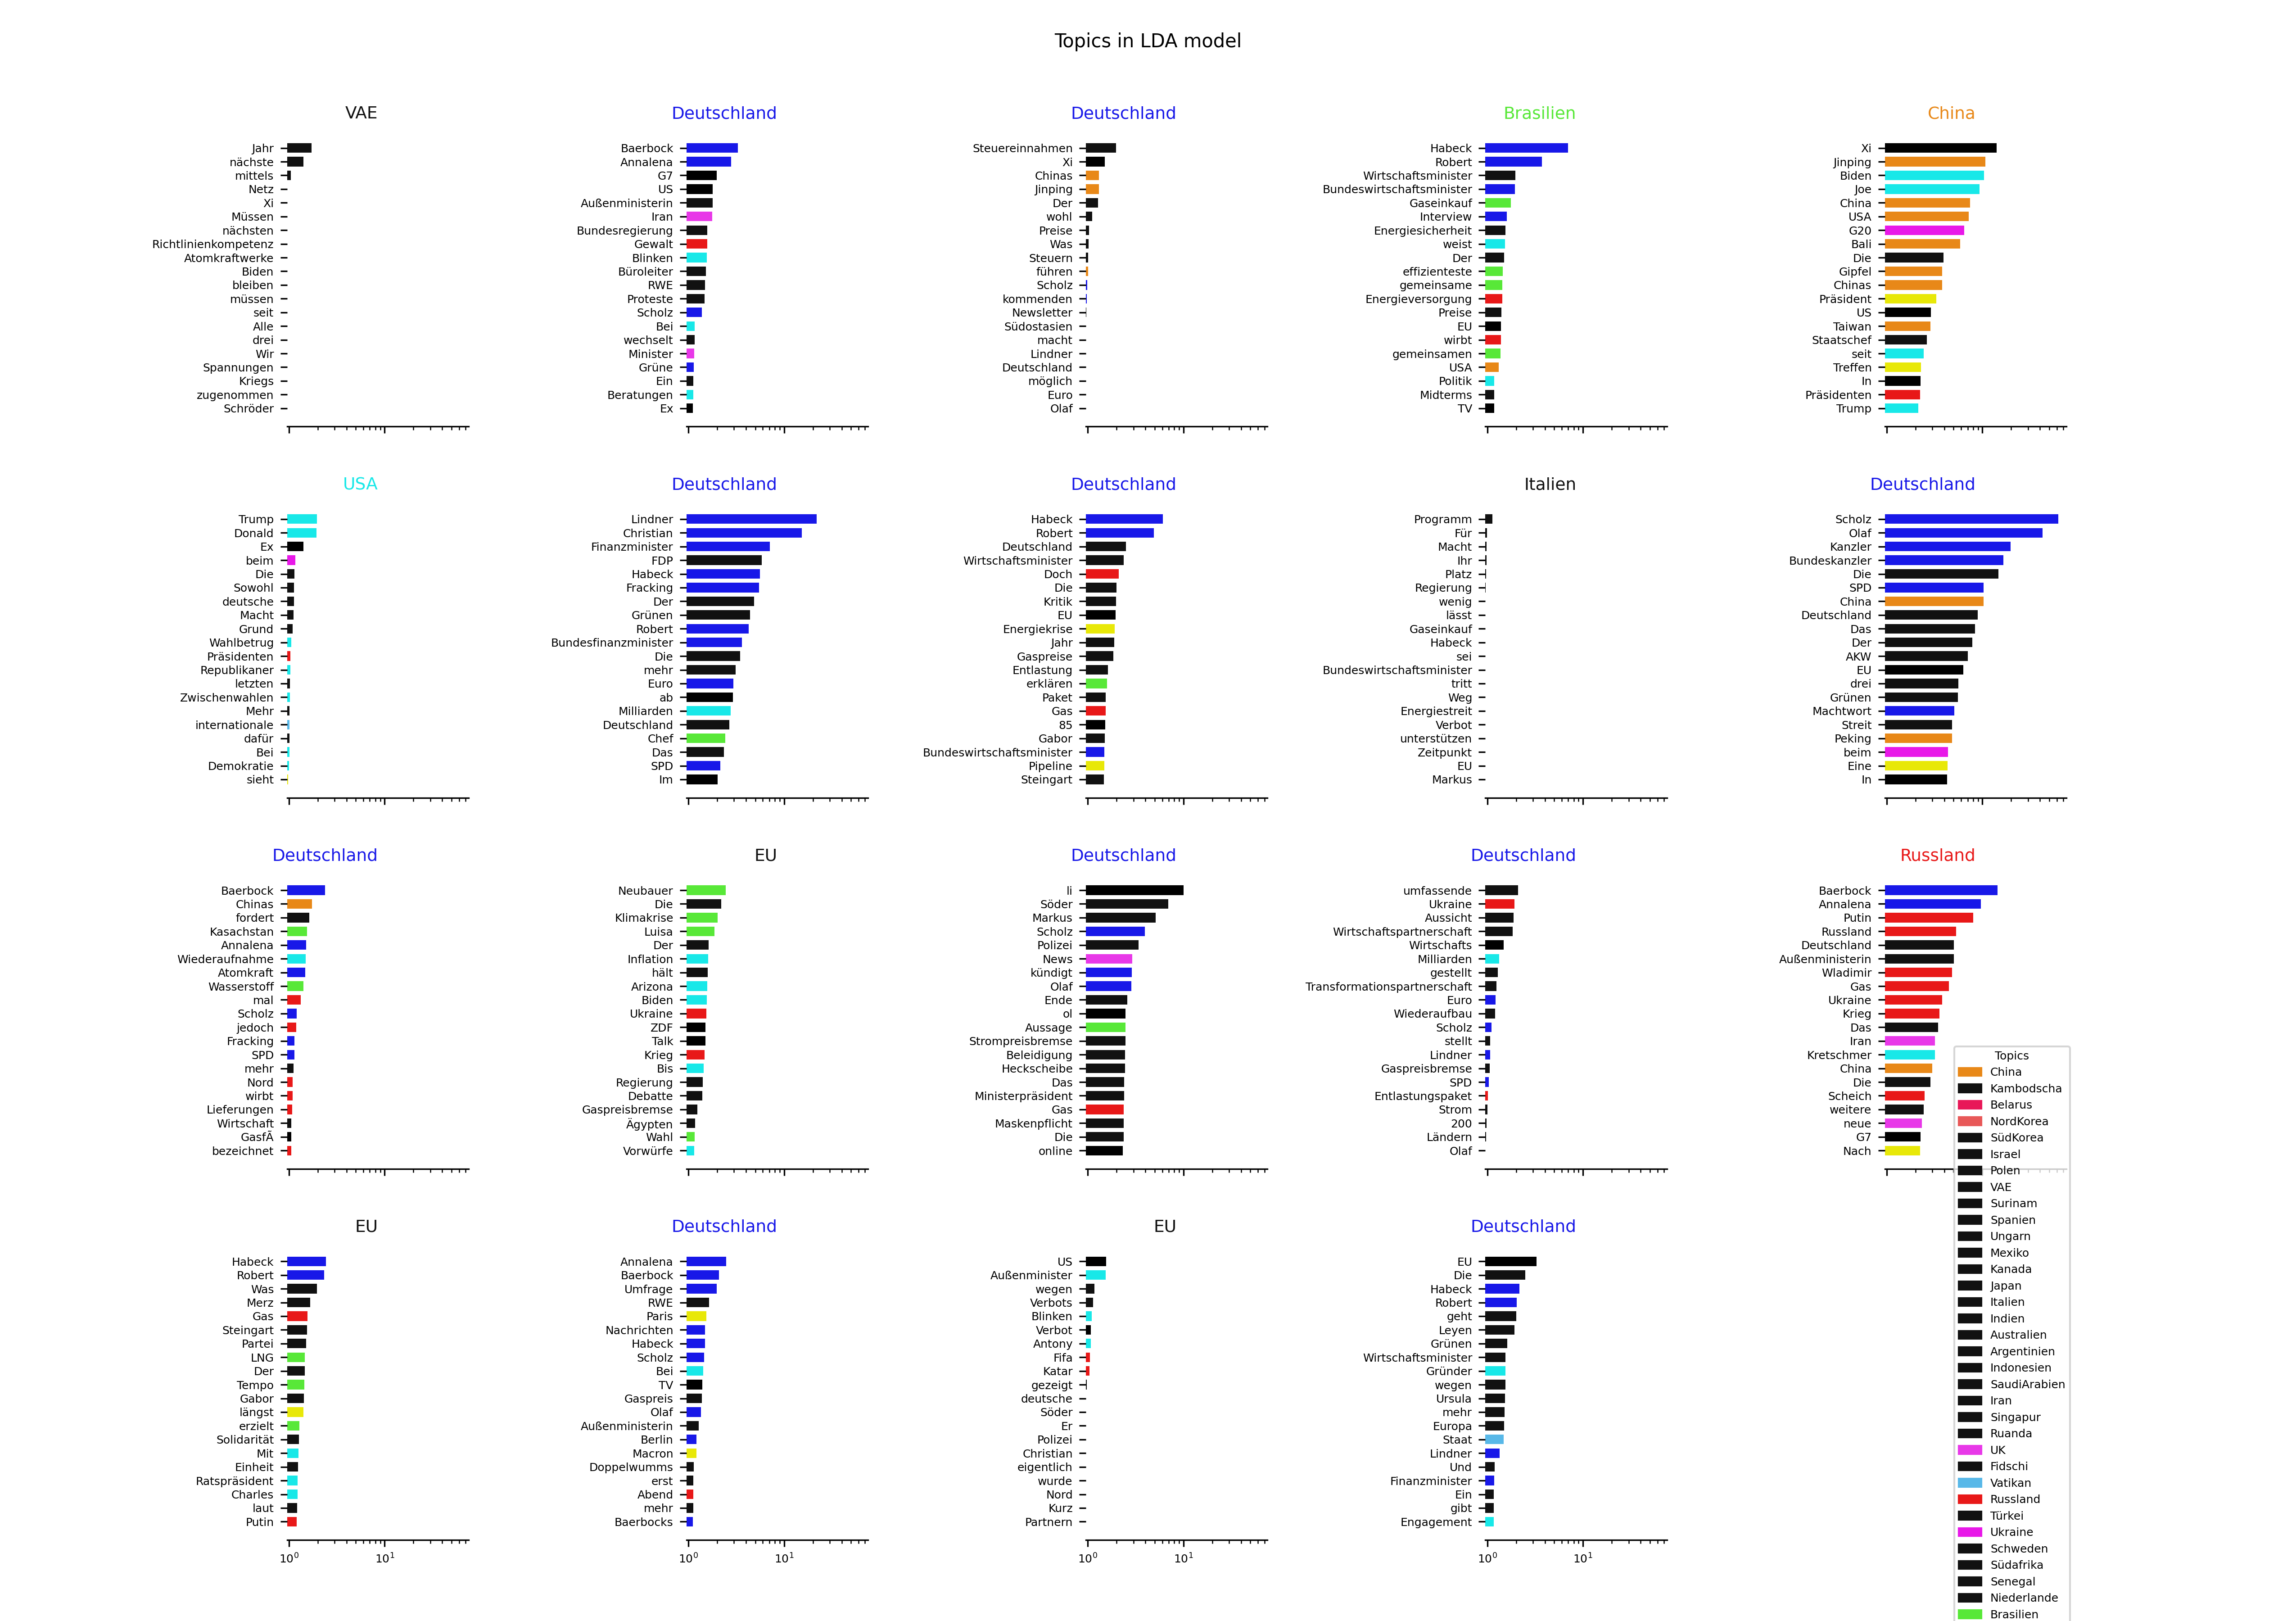 Topics in LDA model
VAE
Jahr
nächste
mittels
Netz
Xi
Müssen
nächsten
Richtlinienkompetenz
Atomkraftwerke
Biden
bleiben
müssen
seit
Alle
drei
Wir
Spannungen
Kriegs
zugenommen
Schröder
Deutschland
Baerbock
Annalena
G7
US
Außenministerin
Iran
Bundesregierung
Gewalt
Blinken
Büroleiter
RWE
Proteste
Scholz
Bei
wechselt
Minister
Grüne
Ein
Beratungen
Ex
Deutschland
Steuereinnahmen
Xi
Chinas
Jinping
Der
wohl
Preise
Was
Steuern
führen
Scholz
kommenden
Newsletter
Südostasien
macht
Lindner
Deutschland
möglich
Euro
Olaf
Brasilien
Habeck
Robert
Wirtschaftsminister
Bundeswirtschaftsminister
Gaseinkauf
Interview
Energiesicherheit
weist
Der
effizienteste
gemeinsame
Energieversorgung
Preise
EU
wirbt
gemeinsamen
USA
Politik
Midterms
TV
China
Xi
Jinping
Biden
Joe
China
USA
G20
Bali
Die
Gipfel
Chinas
Präsident
US
Taiwan
Staatschef
seit
Treffen
In
Präsidenten
Trump
USA
Trump
Donald
Ex
beim
Die
Sowohl
deutsche
Macht
Grund
Wahlbetrug
Präsidenten
Republikaner
letzten
Zwischenwahlen
Mehr
internationale
dafür
Bei
Demokratie
sieht
Deutschland
Lindner
Christian
Finanzminister
FDP
Habeck
Fracking
Der
Grünen
Robert
Bundesfinanzminister
Die
mehr
Euro
ab
Milliarden
Deutschland
Chef
Das
SPD
Im
Deutschland
Habeck
Robert
Deutschland
Wirtschaftsminister
Doch
Die
Kritik
EU
Energiekrise
Jahr
Gaspreise
Entlastung
erklären
Paket
Gas
85
Gabor
Bundeswirtschaftsminister
Pipeline
Steingart
Italien
Programm
Für
Macht
Ihr
Platz
Regierung
wenig
lässt
Gaseinkauf
Habeck
sei
Bundeswirtschaftsminister
tritt
Weg
Energiestreit
Verbot
unterstützen
Zeitpunkt
EU
Markus
Deutschland
Scholz
Olaf
Kanzler
Bundeskanzler
Die
SPD
China
Deutschland
Das
Der
AKW
EU
drei
Grünen
Machtwort
Streit
Peking
beim
Eine
In
Deutschland
Baerbock
Chinas
fordert
Kasachstan
Annalena
Wiederaufnahme
Atomkraft
Wasserstoff
mal
Scholz
jedoch
Fracking
SPD
mehr
Nord
wirbt
Lieferungen
Wirtschaft
GasfÃ
bezeichnet
EU
Neubauer
Die
Klimakrise
Luisa
Der
Inflation
hält
Arizona
Biden
Ukraine
ZDF
Talk
Krieg
Bis
Regierung
Debatte
Gaspreisbremse
Ägypten
Wahl
Vorwürfe
Deutschland
li
Söder
Markus
Scholz
Polizei
News
kündigt
Olaf
Ende
ol
Aussage
Strompreisbremse
Beleidigung
Heckscheibe
Das
Ministerpräsident
Gas
Maskenpflicht
Die
online
Deutschland
umfassende
Ukraine
Aussicht
Wirtschaftspartnerschaft
Wirtschafts
Milliarden
gestellt
Transformationspartnerschaft
Euro
Wiederaufbau
Scholz
stellt
Lindner
Gaspreisbremse
SPD
Entlastungspaket
Strom
200
Ländern
Olaf
Russland
Baerbock
Annalena
Putin
Russland
Deutschland
Außenministerin
Wladimir
Gas
Ukraine
Krieg
Das
Iran
Kretschmer
China
Die
Scheich
weitere
neue
G7
Nach
EU
Habeck
Robert
Was
Merz
Gas
Steingart
Partei
LNG
Der
Tempo
Gabor
längst
erzielt
Solidarität
Mit
Einheit
Ratspräsident
Charles
laut
Putin
10⁰ 10¹
Deutschland
Annalena
Baerbock
Umfrage
RWE
Paris
Nachrichten
Habeck
Scholz
Bei
TV
Gaspreis
Olaf
Außenministerin
Berlin
Macron
Doppelwumms
erst
Abend
mehr
Baerbocks
10⁰ 10¹
EU
US
Außenminister
wegen
Verbots
Blinken
Verbot
Antony
Fifa
Katar
gezeigt
deutsche
Söder
Er
Polizei
Christian
eigentlich
wurde
Nord
Kurz
Partnern
10⁰ 10¹
Deutschland
EU
Die
Habeck
Robert
geht
Leyen
Grünen
Wirtschaftsminister
Gründer
wegen
Ursula
mehr
Europa
Staat
Lindner
Und
Finanzminister
Ein
gibt
Engagement
10⁰ 10¹
Topics
China
Kambodscha
Belarus
NordKorea
SüdKorea
Israel
Polen
VAE
Surinam
Spanien
Ungarn
Mexiko
Kanada
Japan
Italien
Indien
Australien
Argentinien
Indonesien
SaudiArabien
Iran
Singapur
Ruanda
UK
Fidschi
Vatikan
Russland
Türkei
Ukraine
Schweden
Südafrika
Senegal
Niederlande
Brasilien